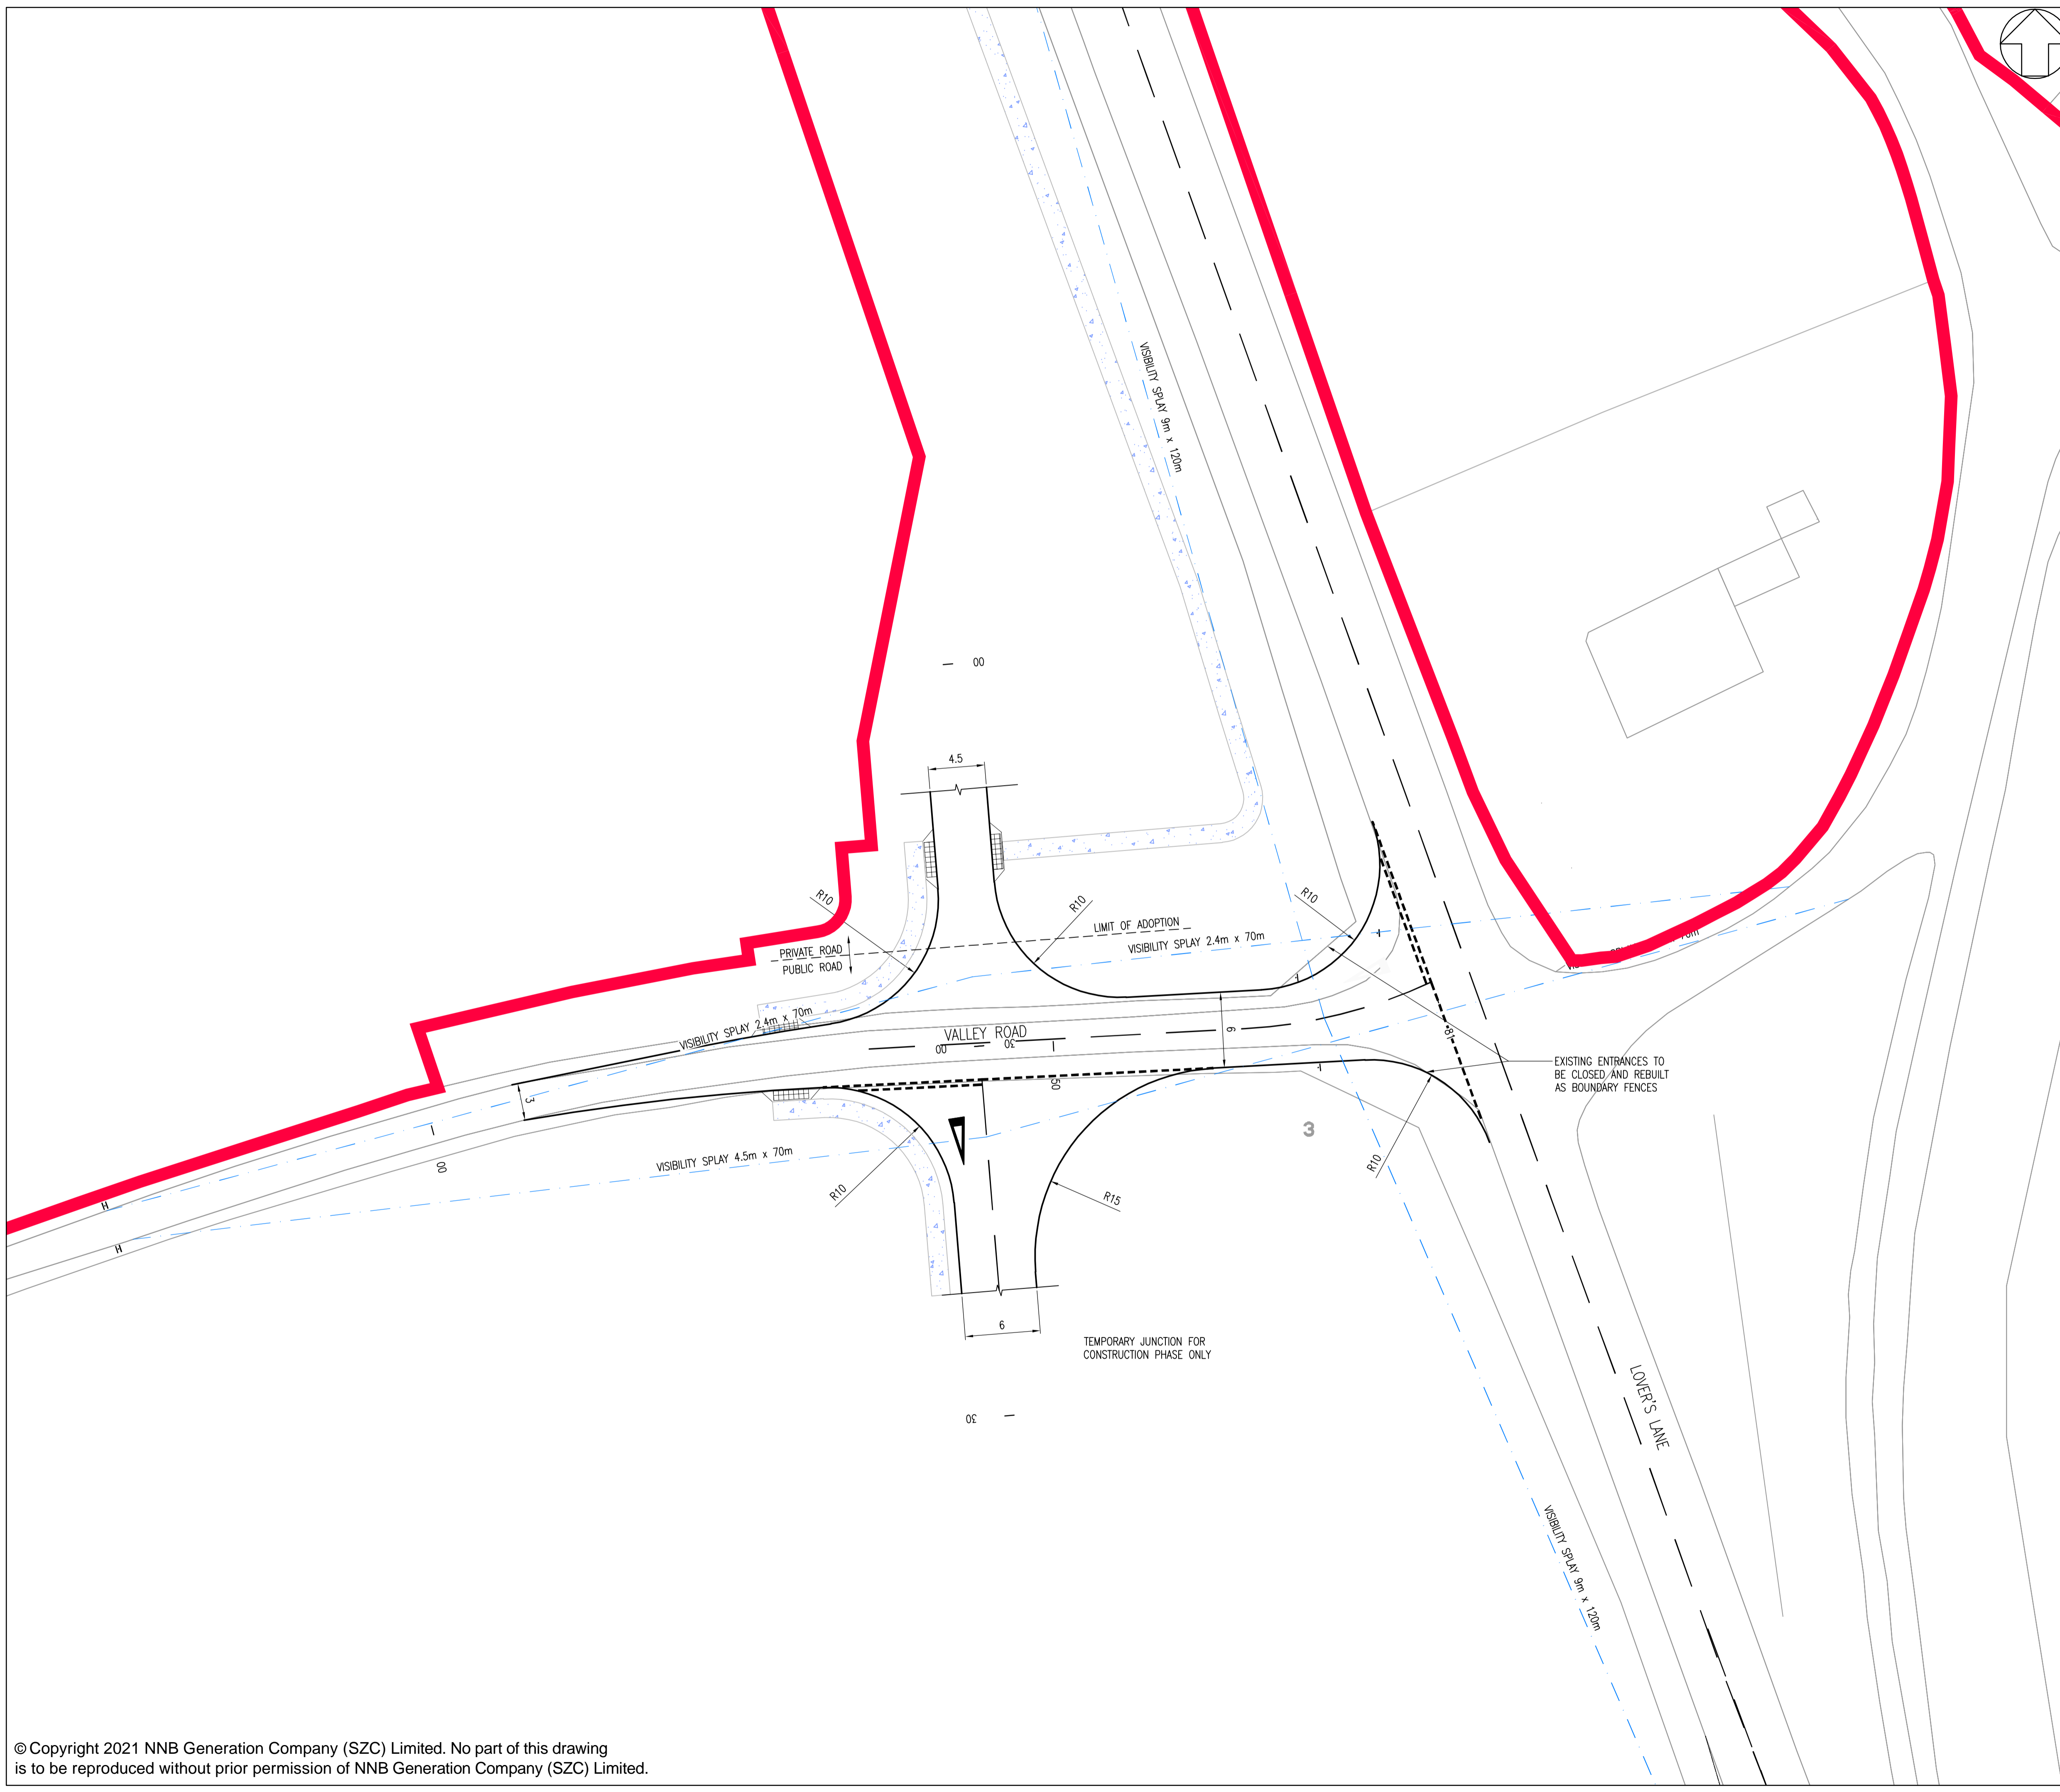 VISIBILITY SPLAY 9m x 120m
00
4.5
R10
R10
R10
LIMIT OF ADOPTION
PRIVATE ROAD
PUBLIC ROAD
VISIBILITY SPLAY 2.4m x 70m
VISIBILITY SPLAY 2.4m x 70m
VALLEY ROAD
00
30
6
50
81
EXISTING ENTRANCES TO
BE CLOSED AND REBUILT
AS BOUNDARY FENCES
3
00
VISIBILITY SPLAY 4.5m x 70m
3
R10
R15
R10
H
H
6
TEMPORARY JUNCTION FOR
CONSTRUCTION PHASE ONLY
30
LOVER'S LANE
VISIBILITY SPLAY 9m x 120m
© Copyright 2021 NNB Generation Company (SZC) Limited. No part of this drawing
is to be reproduced without prior permission of NNB Generation Company (SZC) Limited.